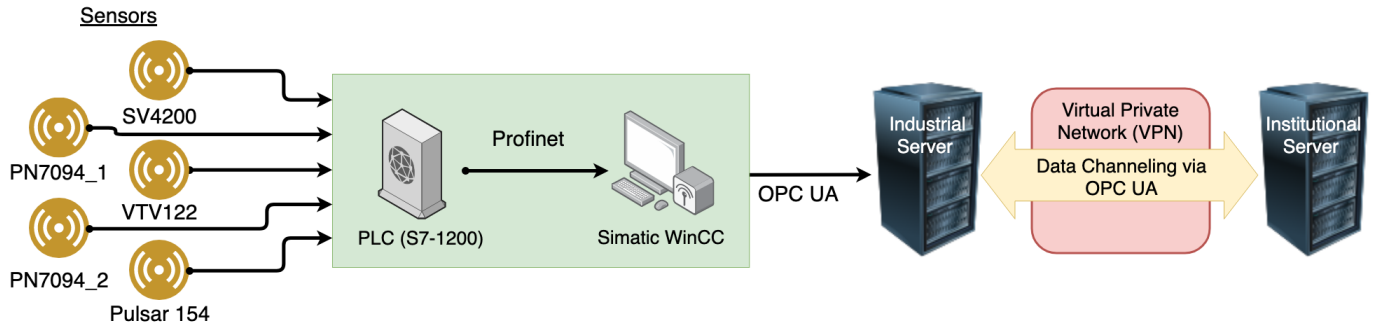 Sensors
SV4200
PN7094_1
VTV122
PN7094_2
Pulsar 154
PLC (S7-1200)
Profinet
Simatic WinCC
OPC UA
Industrial
Server
Virtual Private
Network (VPN)
Data Channeling via
OPC UA
Institutional
Server